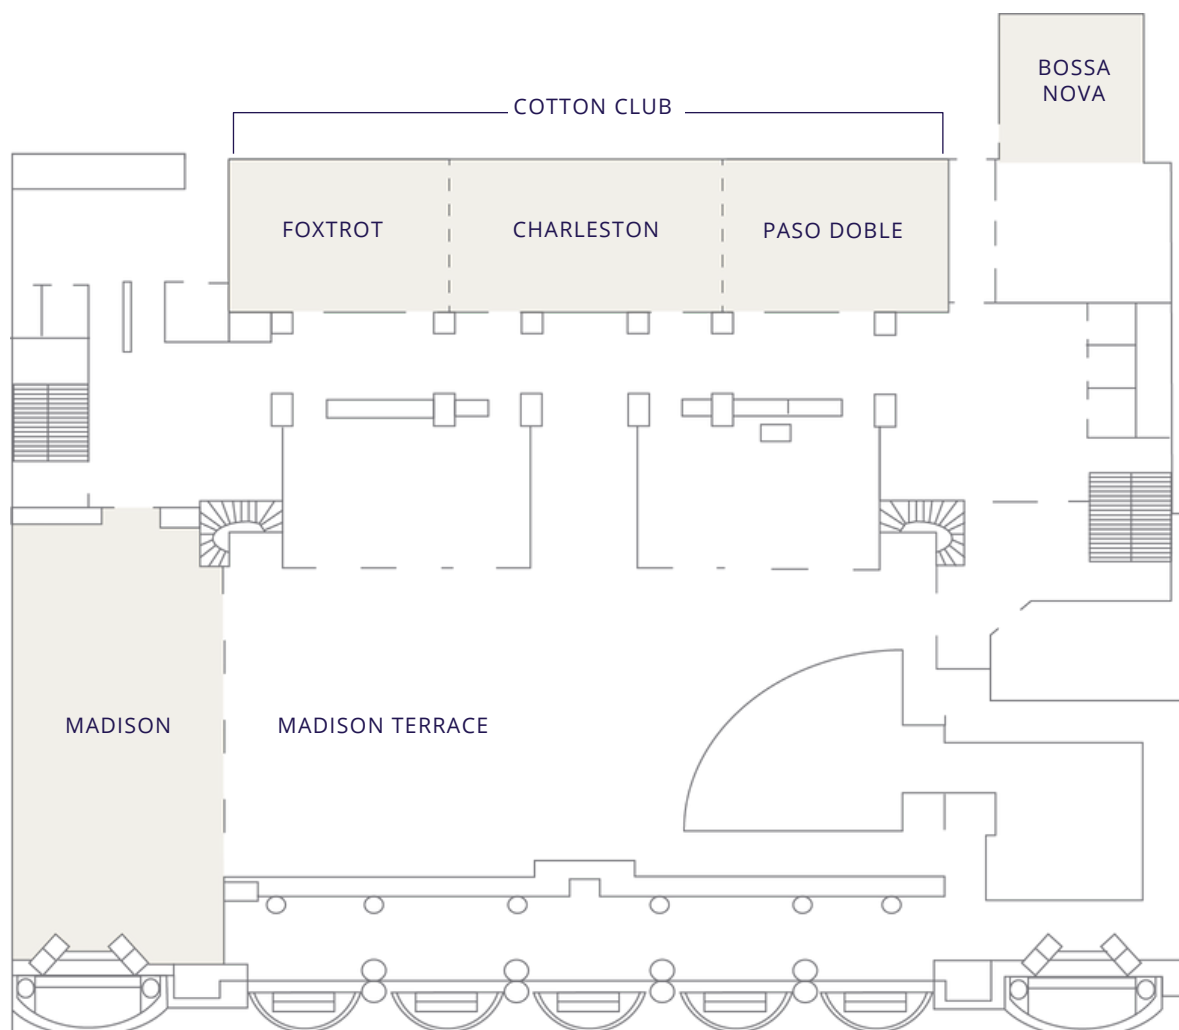 BOSSA
NOVA
COTTON CLUB
FOXTROT
CHARLESTON
PASO DOBLE
MADISON
MADISON TERRACE